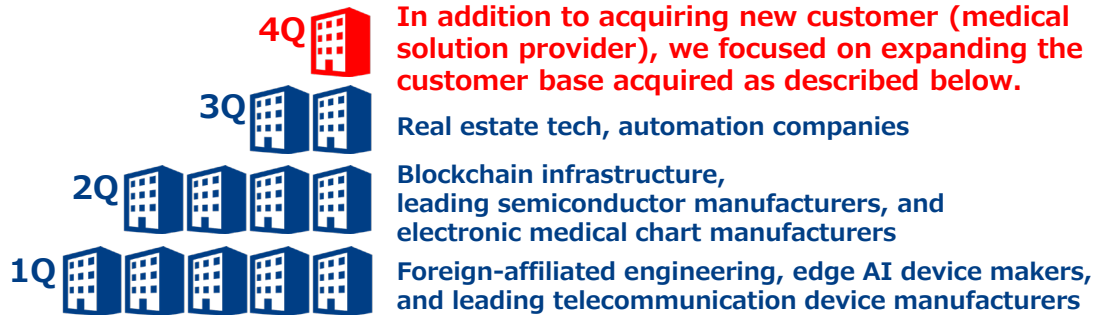 4Q
In addition to acquiring new customer (medical
solution provider), we focused on expanding the
customer base acquired as described below.
3Q
Real estate tech, automation companies
2Q
Blockchain infrastructure,
leading semiconductor manufacturers, and
electronic medical chart manufacturers
1Q
Foreign-affiliated engineering, edge AI device makers,
and leading telecommunication device manufacturers